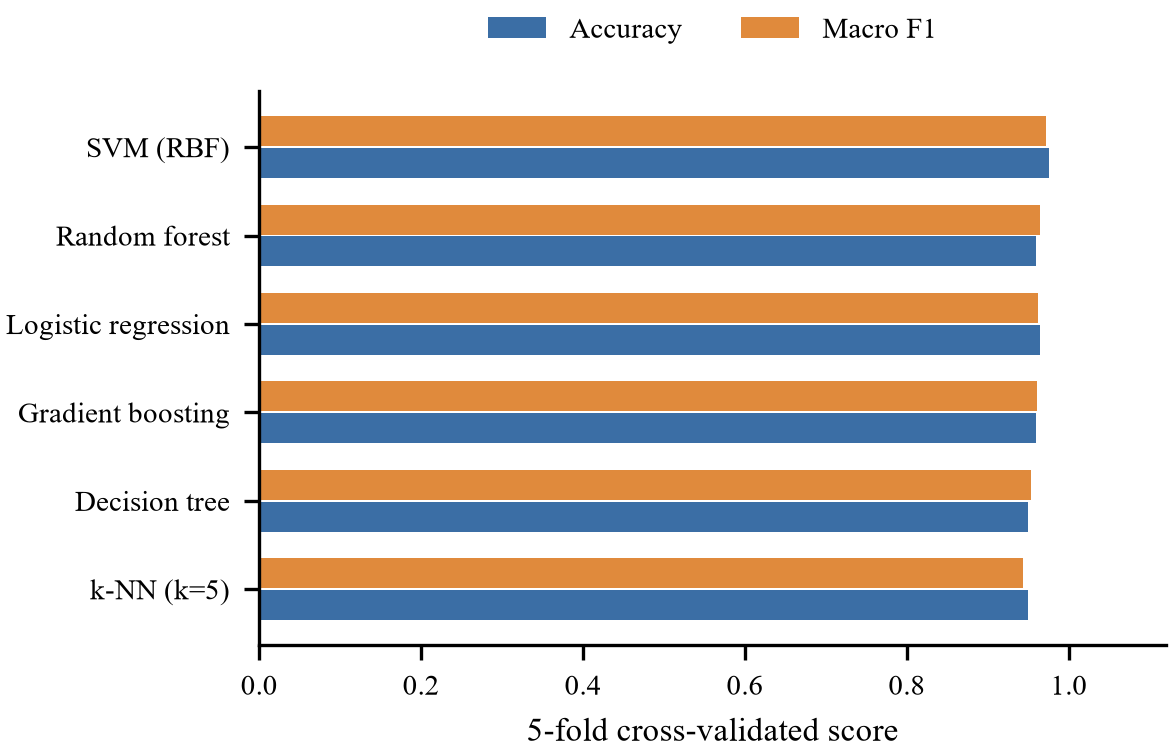 Accuracy Macro F1
SVM (RBF)
Random forest
Logistic regression
Gradient boosting
Decision tree
k-NN (k=5)
0.0 0.2 0.4 0.6 0.8 1.0
5-fold cross-validated score